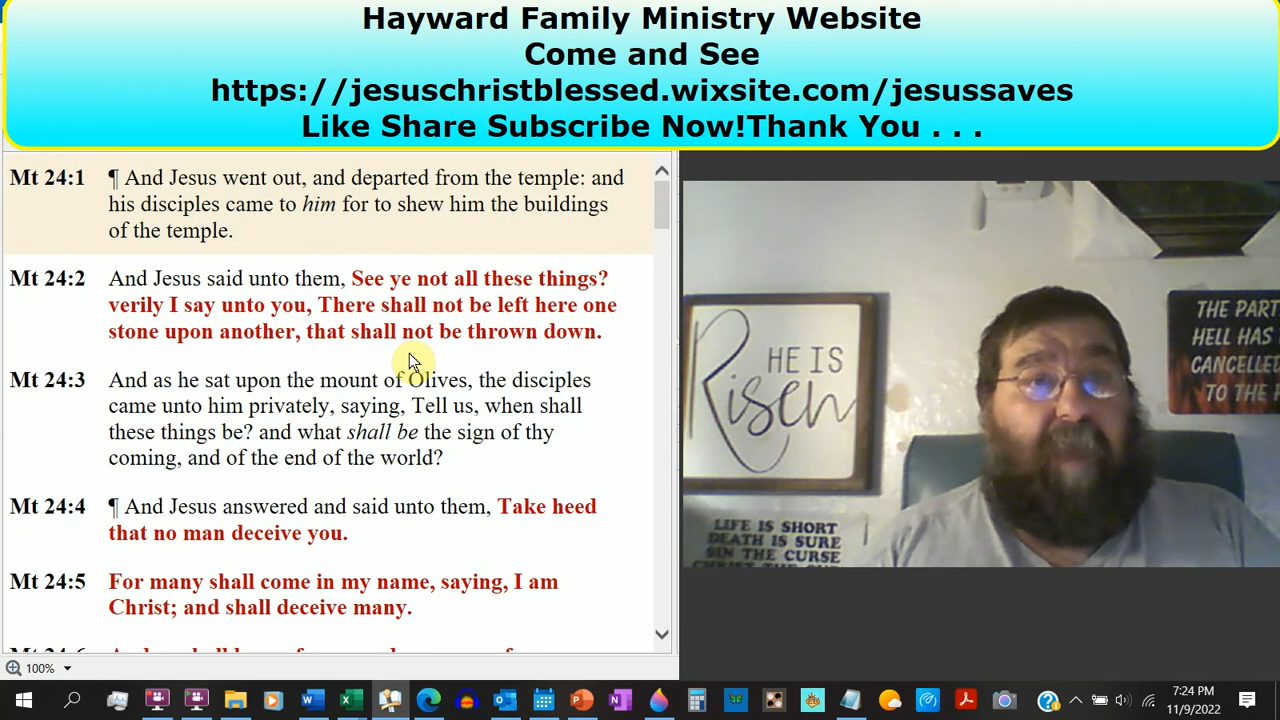 Hayward Family Ministry Website
Come and See
https://jesuschristblessed.wixsite.com/jesussaves
Like Share Subscribe Now!Thank You . . .
Mt 24:1 ¶ And Jesus went out, and departed from the temple: and
his disciples came to him for to shew him the buildings
of the temple.
Mt 24:2 And Jesus said unto them, See ye not all these things?
verily I say unto you, There shall not be left here one
stone upon another, that shall not be thrown down.
Mt 24:3 And as he sat upon the mount of Olives, the disciples
came unto him privately, saying, Tell us, when shall
these things be? and what shall be the sign of thy
coming, and of the end of the world?
Mt 24:4 ¶ And Jesus answered and said unto them, Take heed
that no man deceive you.
Mt 24:5 For many shall come in my name, saying, I am
Christ; and shall deceive many.
100%
HE IS
Risen
THE PART
HELL HAS
CANCELLE
TO THE
LIFE IS SHORT
DEATH IS SURE
SIN THE CURSE
7:24 PM
11/9/2022